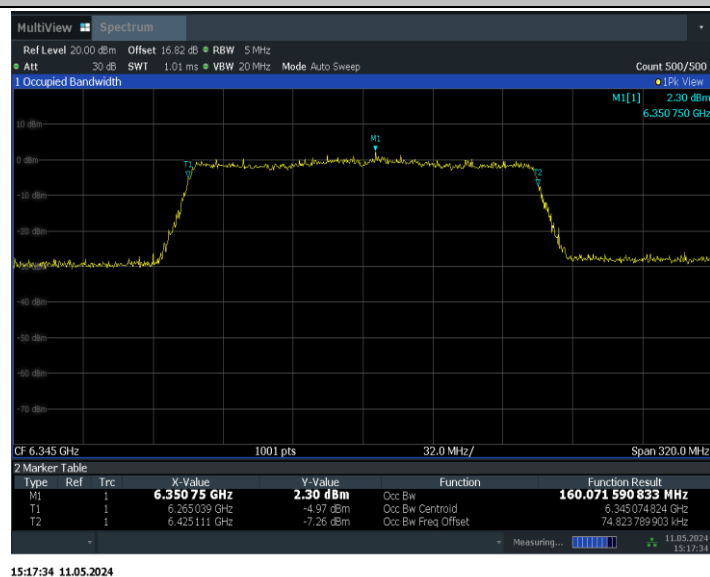 MultiView Spectrum
Ref Level 20.00 dBm Offset 16.82 dB RBW 5 MHz
Att 30 dB SWT 1.01 ms VBW 20 MHz Mode Auto Sweep Count 500/500
1 Occupied Bandwidth 1Pk View
M1[1] 2.30 dBm
6.350 750 GHz
10 dBm
M1
0 dBm
T1
T2
-10 dBm
-20 dBm
-40 dBm
-50 dBm
-60 dBm
-70 dBm
CF 6.345 GHz 1001 pts 32.0 MHz/ Span 320.0 MHz
2 Marker Table
Type Ref Trc X-Value Y-Value Function Function Result
M1 1 6.350 75 GHz 2.30 dBm Occ Bw 160.071 590 833 MHz
T1 1 6.265 039 GHz -4.97 dBm Occ Bw Centroid 6.345 074 824 GHz
T2 1 6.425 111 GHz -7.26 dBm Occ Bw Freq Offset 74.823 789 903 kHz
Measuring... 11.05.2024
15:17:34
15:17:34 11.05.2024